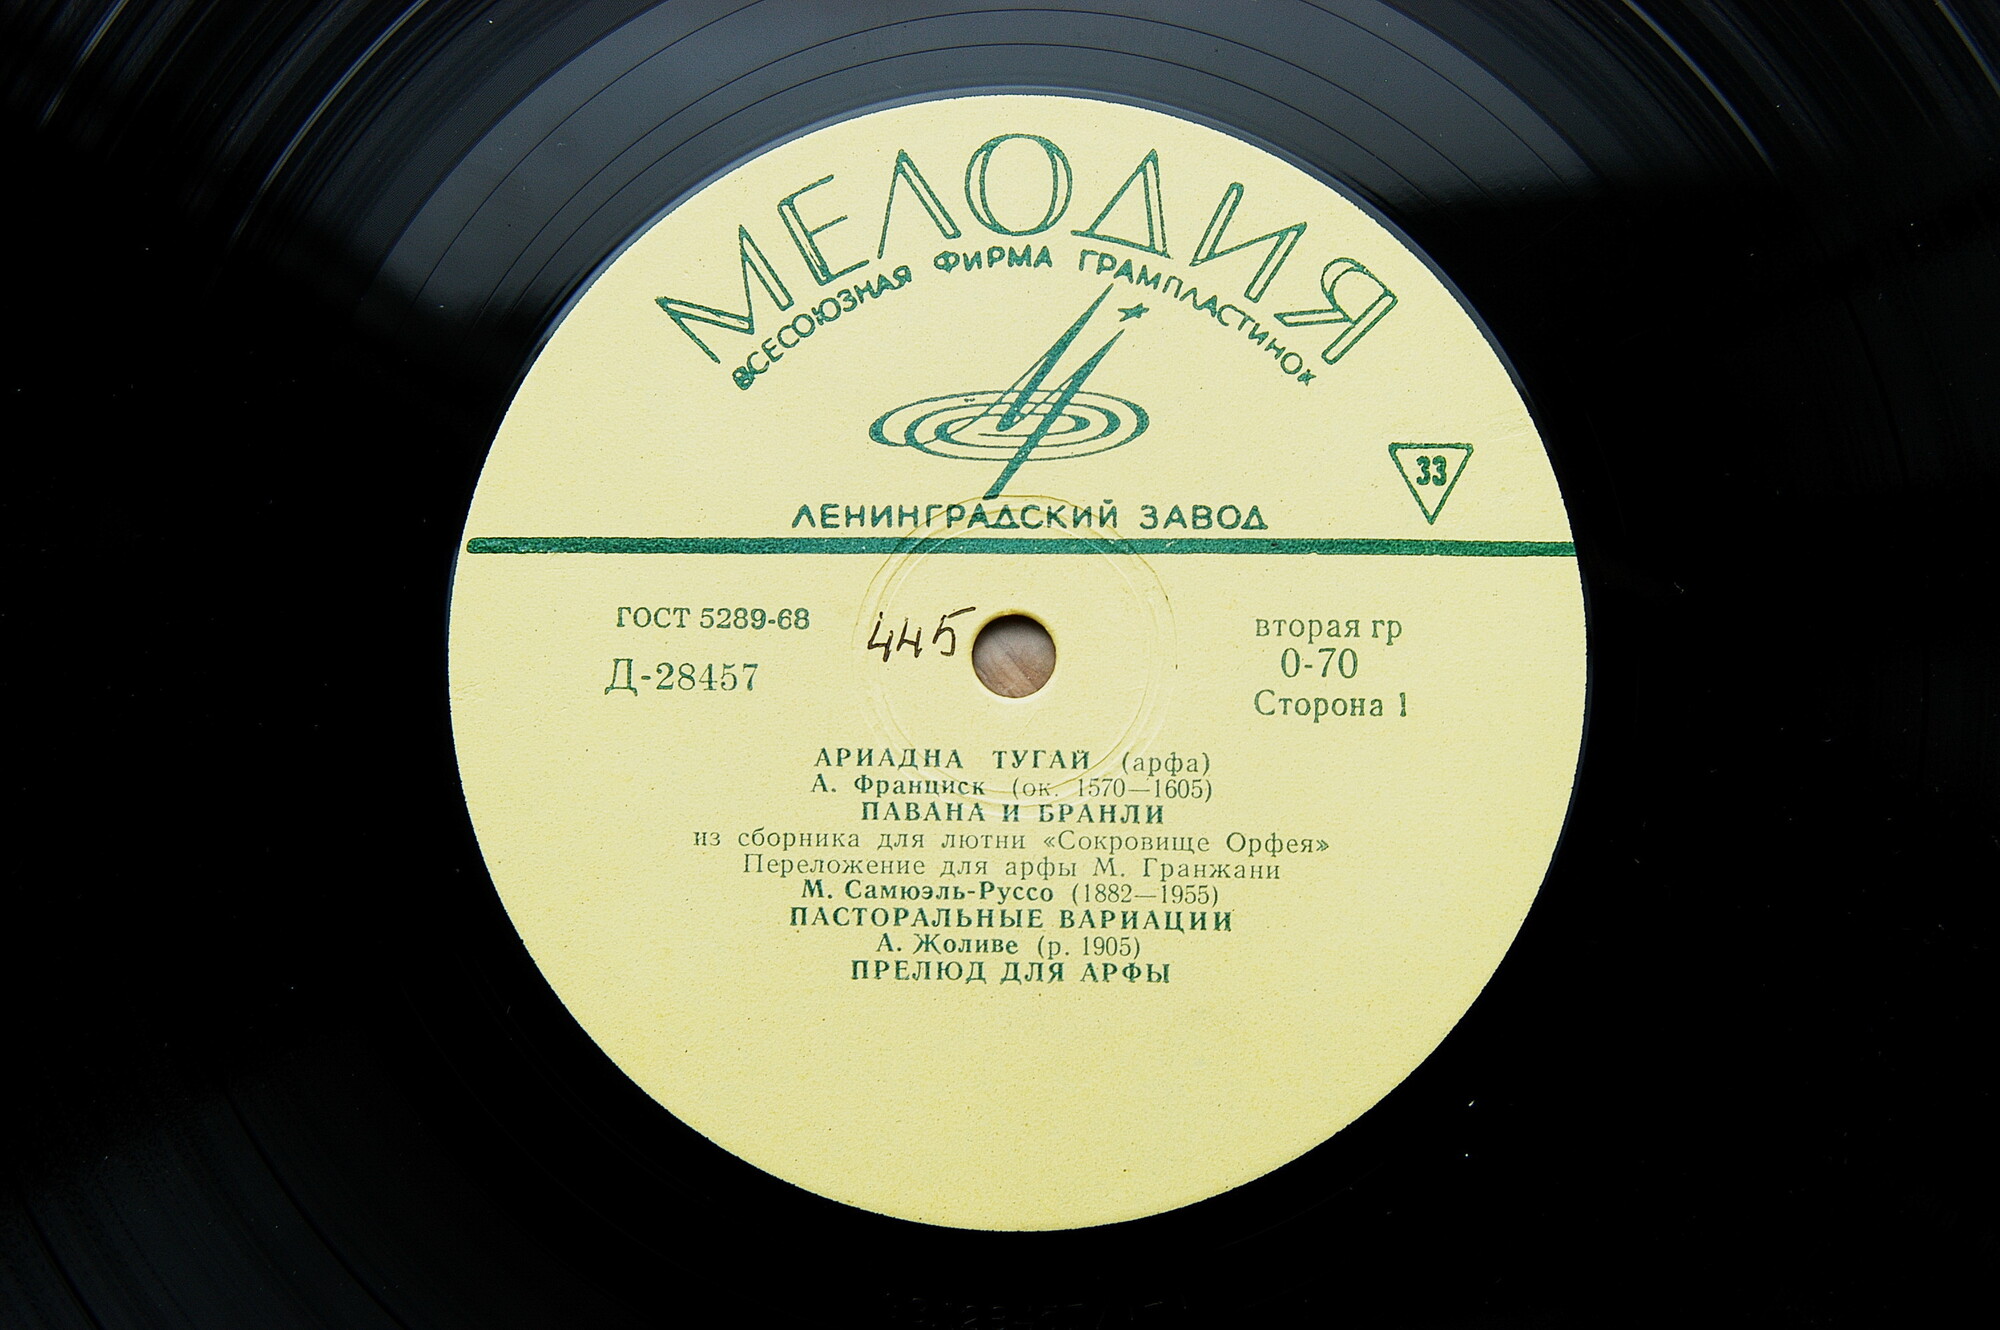 МЕЛОДИЯ
ВСЕСОЮЗНАЯ ФИРМА ГРАМПЛАСТИНОК
33
ЛЕНИНГРАДСКИЙ ЗАВОД
ГОСТ 5289-68
вторая гр
445
Д-28457
0-70
Сторона 1
АРИАДНА ТУГАЙ (арфа)
А. Франциск (ок. 1570—1605)
ПАВАНА И БРАНЛИ
из сборника для лютни «Сокровище Орфея»
Переложение для арфы М. Гранжани
М. Самюэль-Руссо (1882—1955)
ПАСТОРАЛЬНЫЕ ВАРИАЦИИ
А. Жоливе (р. 1905)
ПРЕЛЮД ДЛЯ АРФЫ